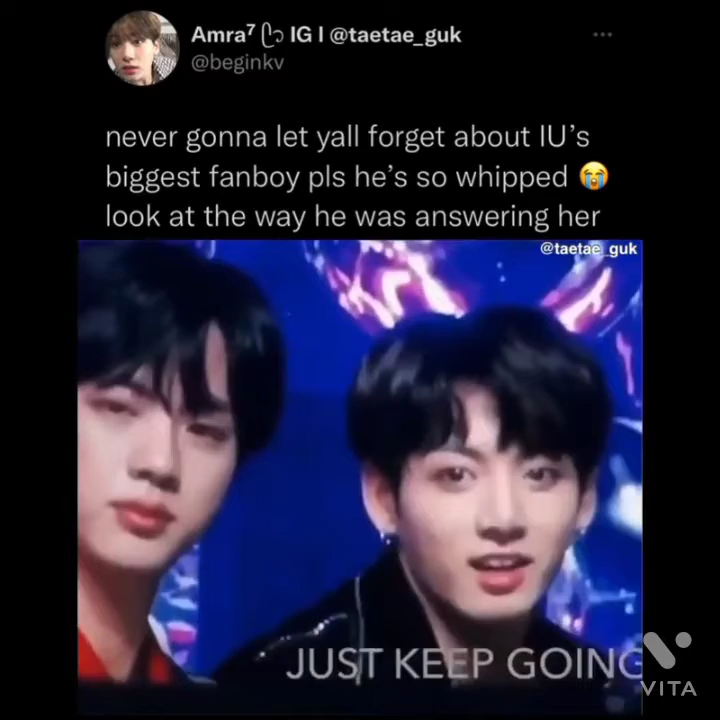 Amra⁷ IG I @taetae_guk
@beginkv
never gonna let yall forget about IU’s
biggest fanboy pls he’s so whipped 😭
look at the way he was answering her
@taetae_guk
JUST KEEP GOING
VITA